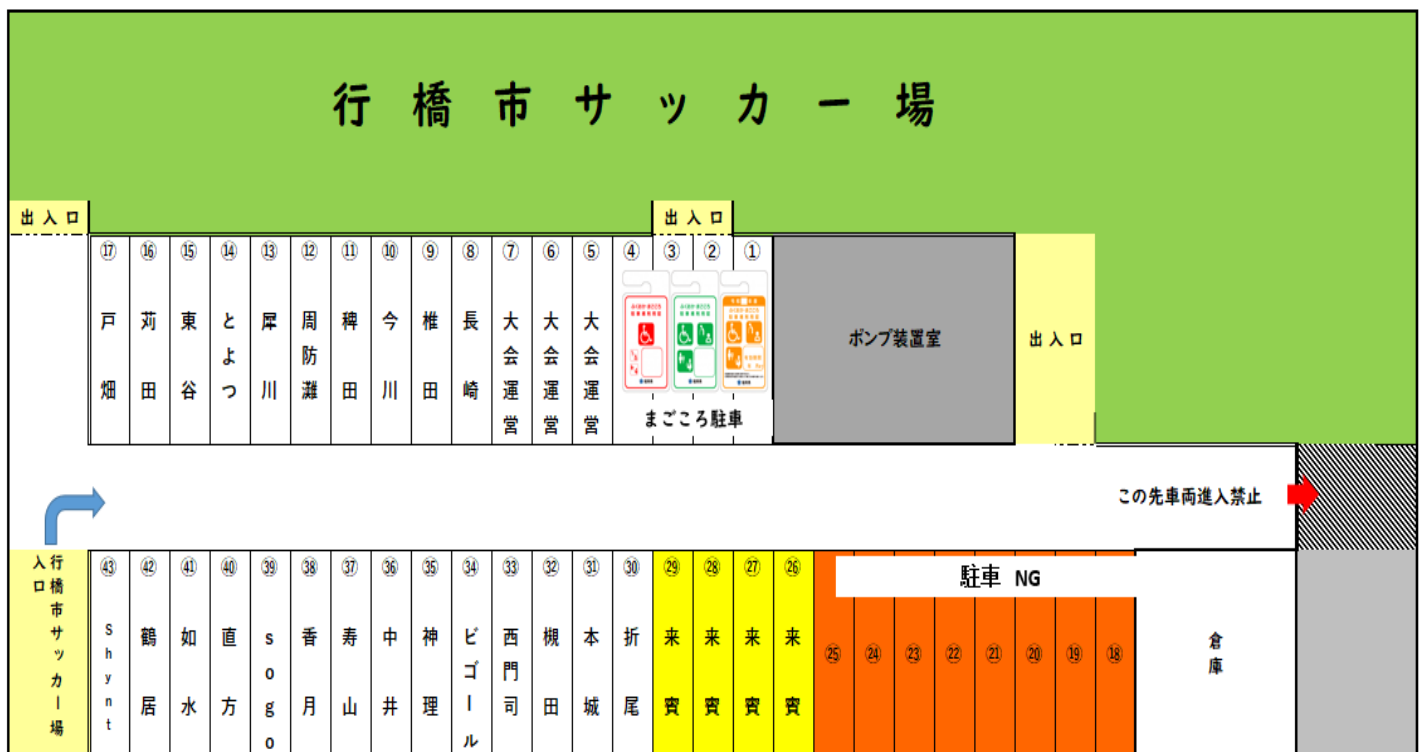 行橋市サッカー場
出入口
出入口
⑰ 戸畑
⑯ 苅田
⑮ 東谷
⑭ とよつ
⑬ 犀川
⑫ 周防灘
⑪ 稗田
⑩ 今川
⑨ 椎田
⑧ 長崎
⑦ 大会運営
⑥ 大会運営
⑤ 大会運営
④
③
②
①
まごころ駐車
ポンプ装置室
出入口
この先車両進入禁止
行橋市サッカー場
入口
㊸ Shynt
㊷ 鶴居
㊶ 如水
㊵ 直方
㊴ sogo
㊳ 香月
㊲ 寿山
㊱ 中井
㉟ 神理
㉞ ビゴール
㉝ 西門司
㉜ 槻田
㉛ 本城
㉚ 折尾
㉙ 来賓
㉘ 来賓
㉗ 来賓
㉖ 来賓
駐車 NG
㉕
㉔
㉓
㉒
㉑
⑳
⑲
⑱
倉庫